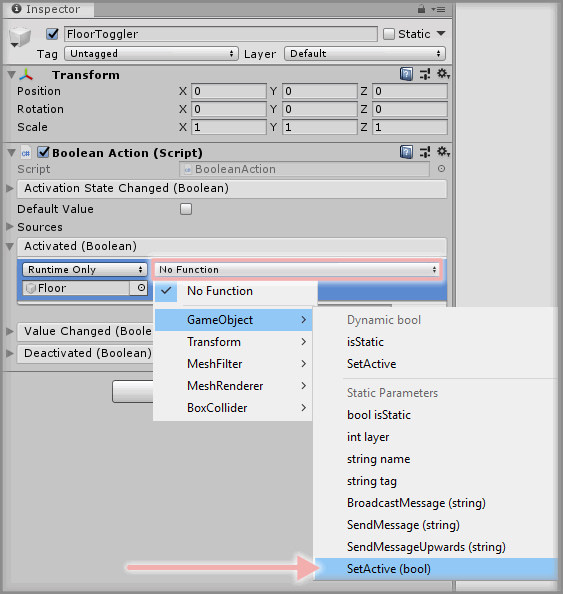 Inspector
FloorToggler Static
Tag Untagged Layer Default
Transform
Position X 0 Y 0 Z 0
Rotation X 0 Y 0 Z 0
Scale X 1 Y 1 Z 1
Boolean Action (Script)
Script BooleanAction
Activation State Changed (Boolean)
Default Value
Sources
Activated (Boolean)
Runtime Only No Function
Floor
No Function
GameObject
Transform
MeshFilter
MeshRenderer
BoxCollider
Value Changed (Boole
Deactivated (Boolean)
Dynamic bool
isStatic
SetActive
Static Parameters
bool isStatic
int layer
string name
string tag
BroadcastMessage (string)
SendMessage (string)
SendMessageUpwards (string)
SetActive (bool)